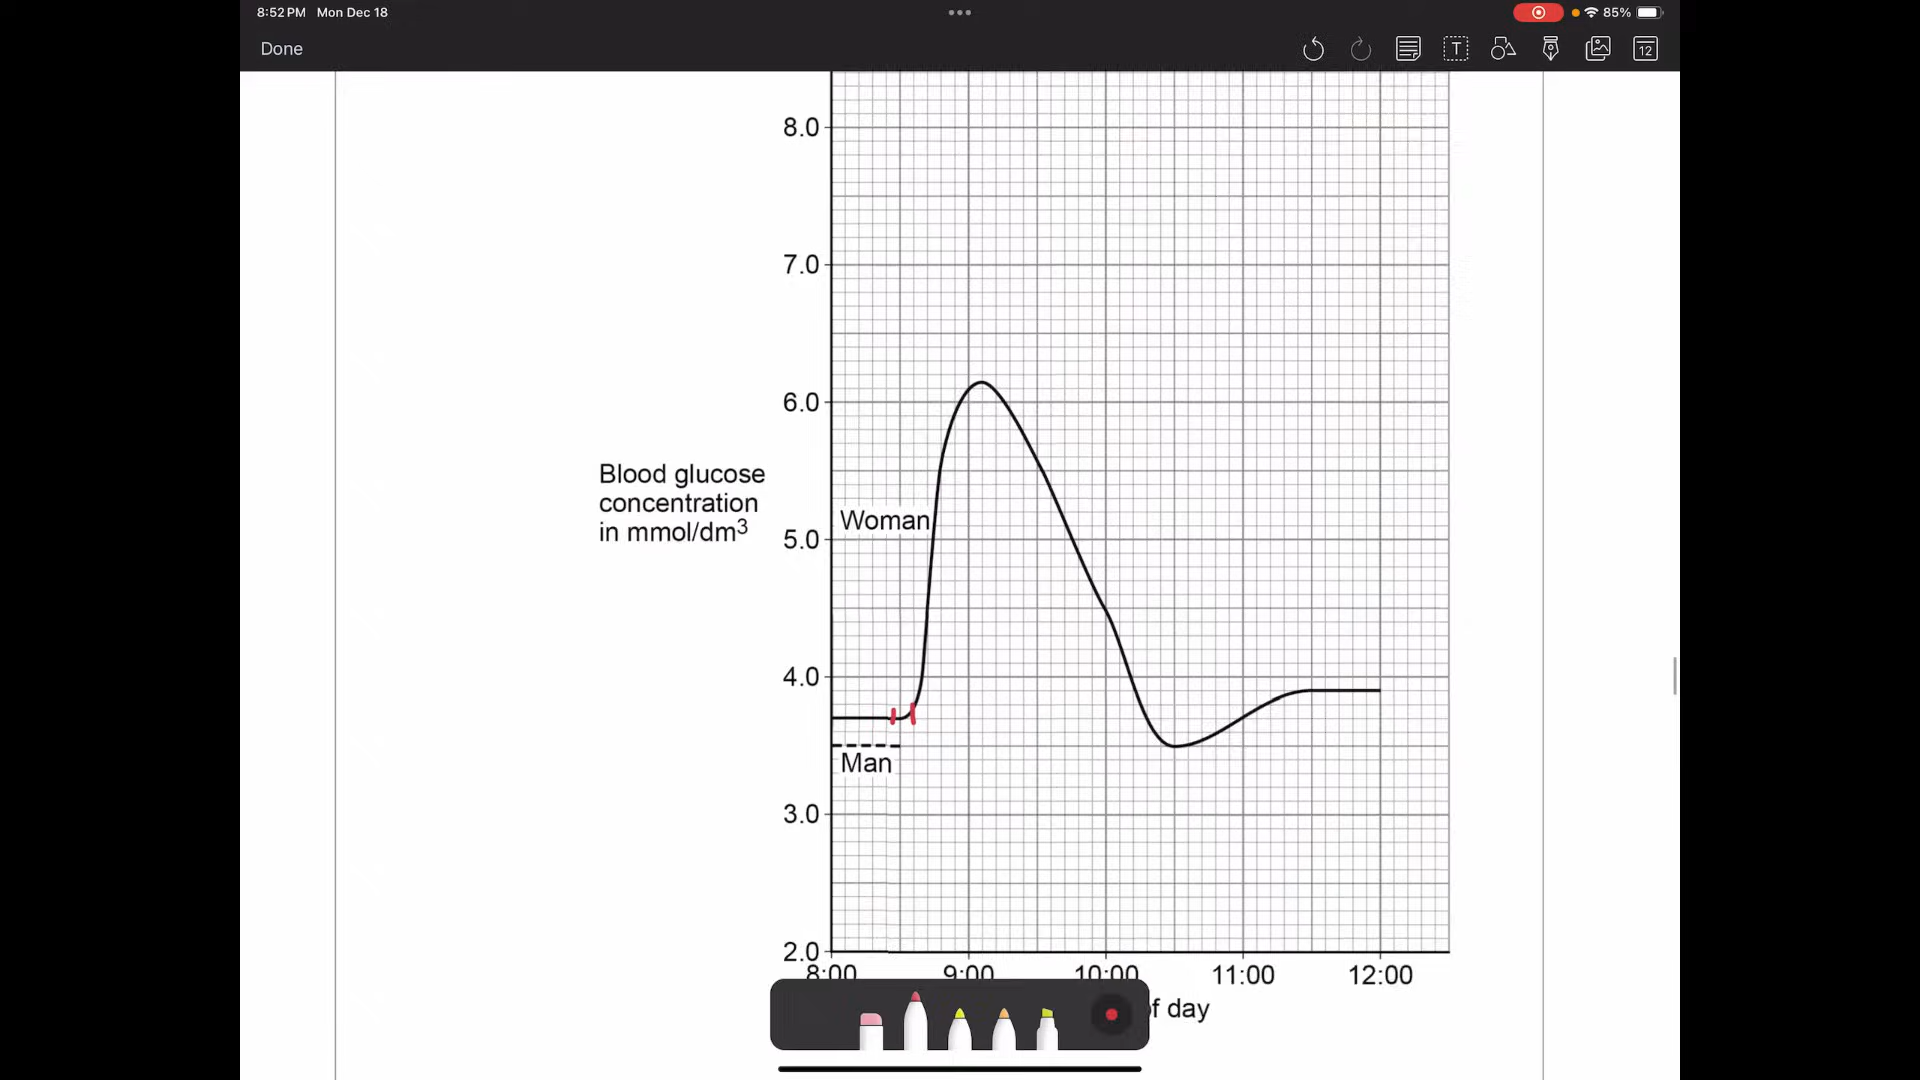 8:52 PM Mon Dec 18
85%
Done
T
12
8.0
7.0
6.0
Blood glucose
concentration
in mmol/dm³
Woman
5.0
4.0
Man
3.0
2.0
8:00 9:00 10:00 11:00 12:00
of day